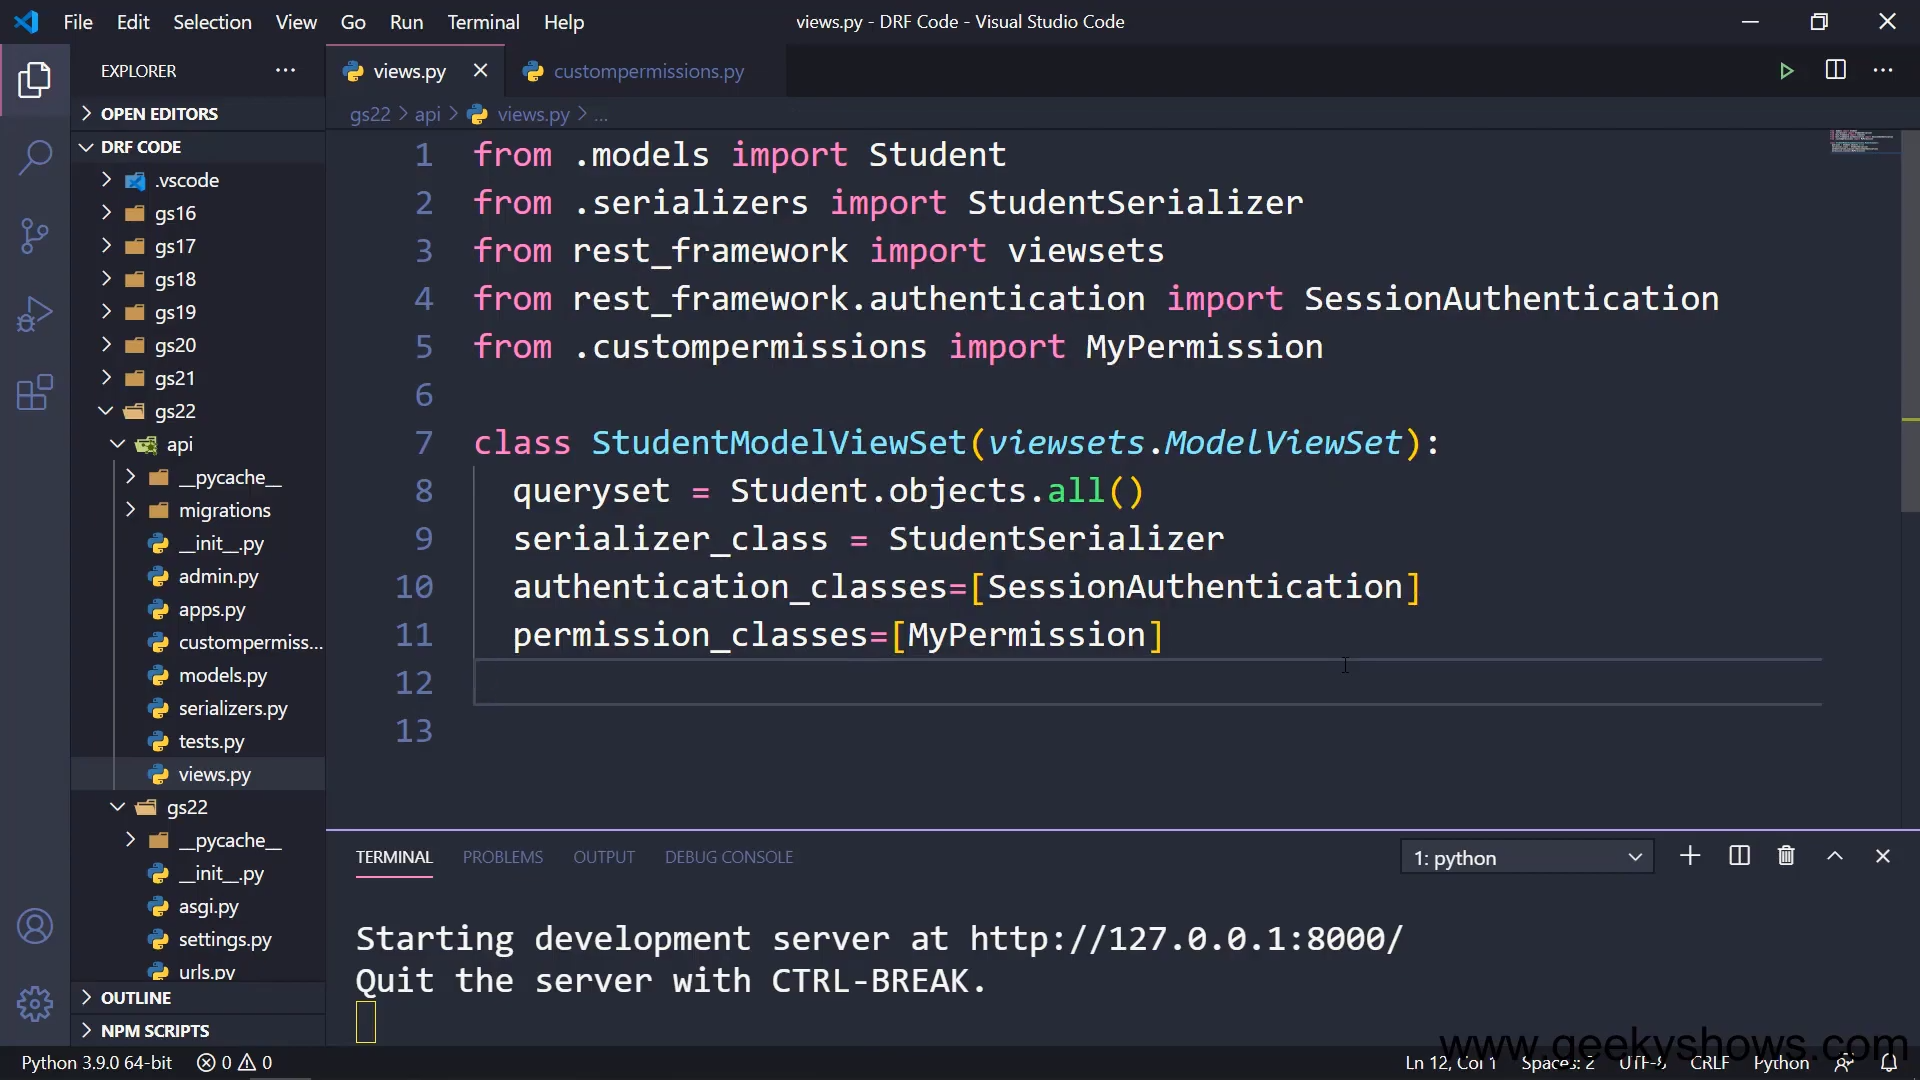 File Edit Selection View Go Run Terminal Help
views.py - DRF Code - Visual Studio Code
EXPLORER
OPEN EDITORS
DRF CODE
.vscode
gs16
gs17
gs18
gs19
gs20
gs21
gs22
api
__pycache__
migrations
__init__.py
admin.py
apps.py
custompermiss...
models.py
serializers.py
tests.py
views.py
gs22
__pycache__
__init__.py
asgi.py
settings.py
urls.py
OUTLINE
NPM SCRIPTS
views.py
custompermissions.py
gs22 > api > views.py > ...
1 from .models import Student
2 from .serializers import StudentSerializer
3 from rest_framework import viewsets
4 from rest_framework.authentication import SessionAuthentication
5 from .custompermissions import MyPermission
6
7 class StudentModelViewSet(viewsets.ModelViewSet):
8 queryset = Student.objects.all()
9 serializer_class = StudentSerializer
10 authentication_classes=[SessionAuthentication]
11 permission_classes=[MyPermission]
12
13
TERMINAL PROBLEMS OUTPUT DEBUG CONSOLE
1: python
Starting development server at http://127.0.0.1:8000/
Quit the server with CTRL-BREAK.
www.geekyshows.com
Python 3.9.0 64-bit 0 0
Ln 12, Col 1 Spaces: 2 UTF-8 CRLF Python